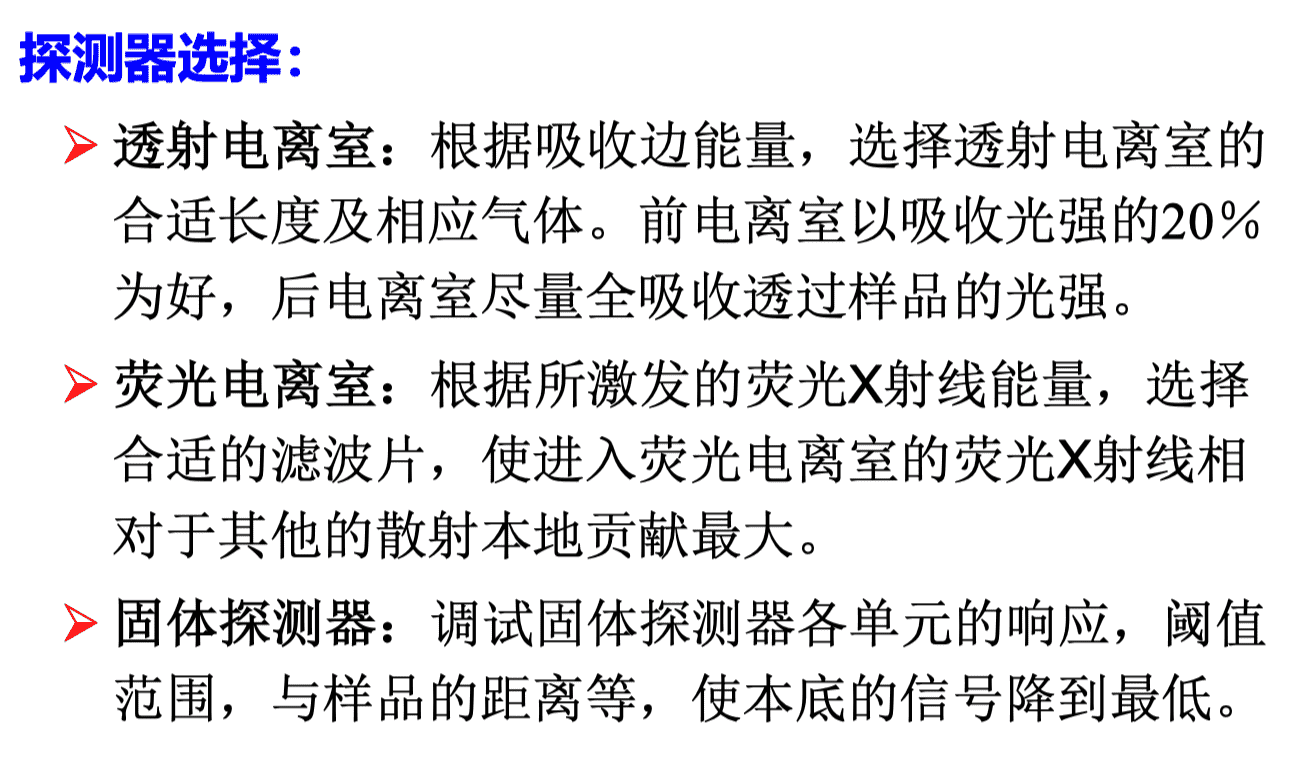 探测器选择：
透射电离室：根据吸收边能量，选择透射电离室的
合适长度及相应气体。前电离室以吸收光强的20%
为好，后电离室尽量全吸收透过样品的光强。
荧光电离室：根据所激发的荧光X射线能量，选择
合适的滤波片，使进入荧光电离室的荧光X射线相
对于其他的散射本地贡献最大。
固体探测器：调试固体探测器各单元的响应，阈值
范围，与样品的距离等，使本底的信号降到最低。